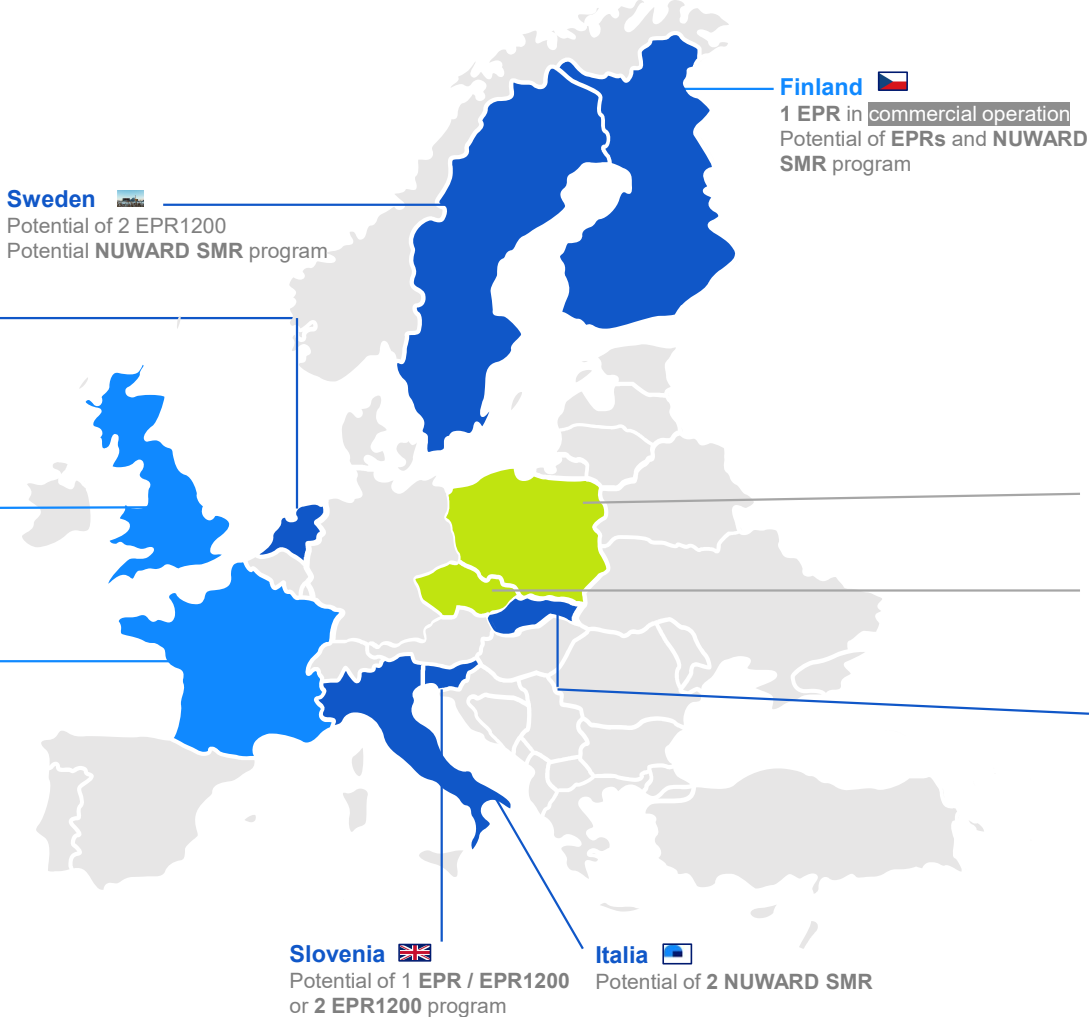 Finland
1 EPR in commercial operation
Potential of EPRs and NUWARD
SMR program
Sweden
Potential of 2 EPR1200
Potential NUWARD SMR program
Slovenia
Potential of 1 EPR / EPR1200
or 2 EPR1200 program
Italia
Potential of 2 NUWARD SMR